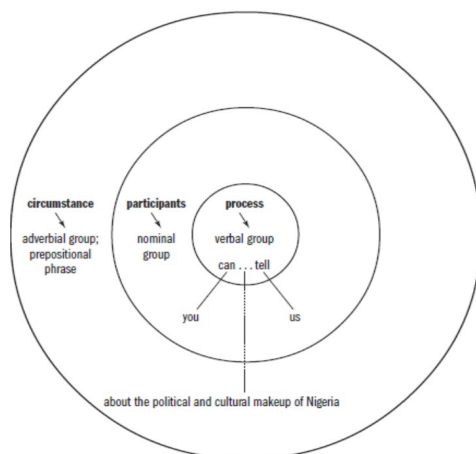 circumstance participants process
adverbial group; nominal verbal group
prepositional group
phrase
can . . . tell
you us
about the political and cultural makeup of Nigeria